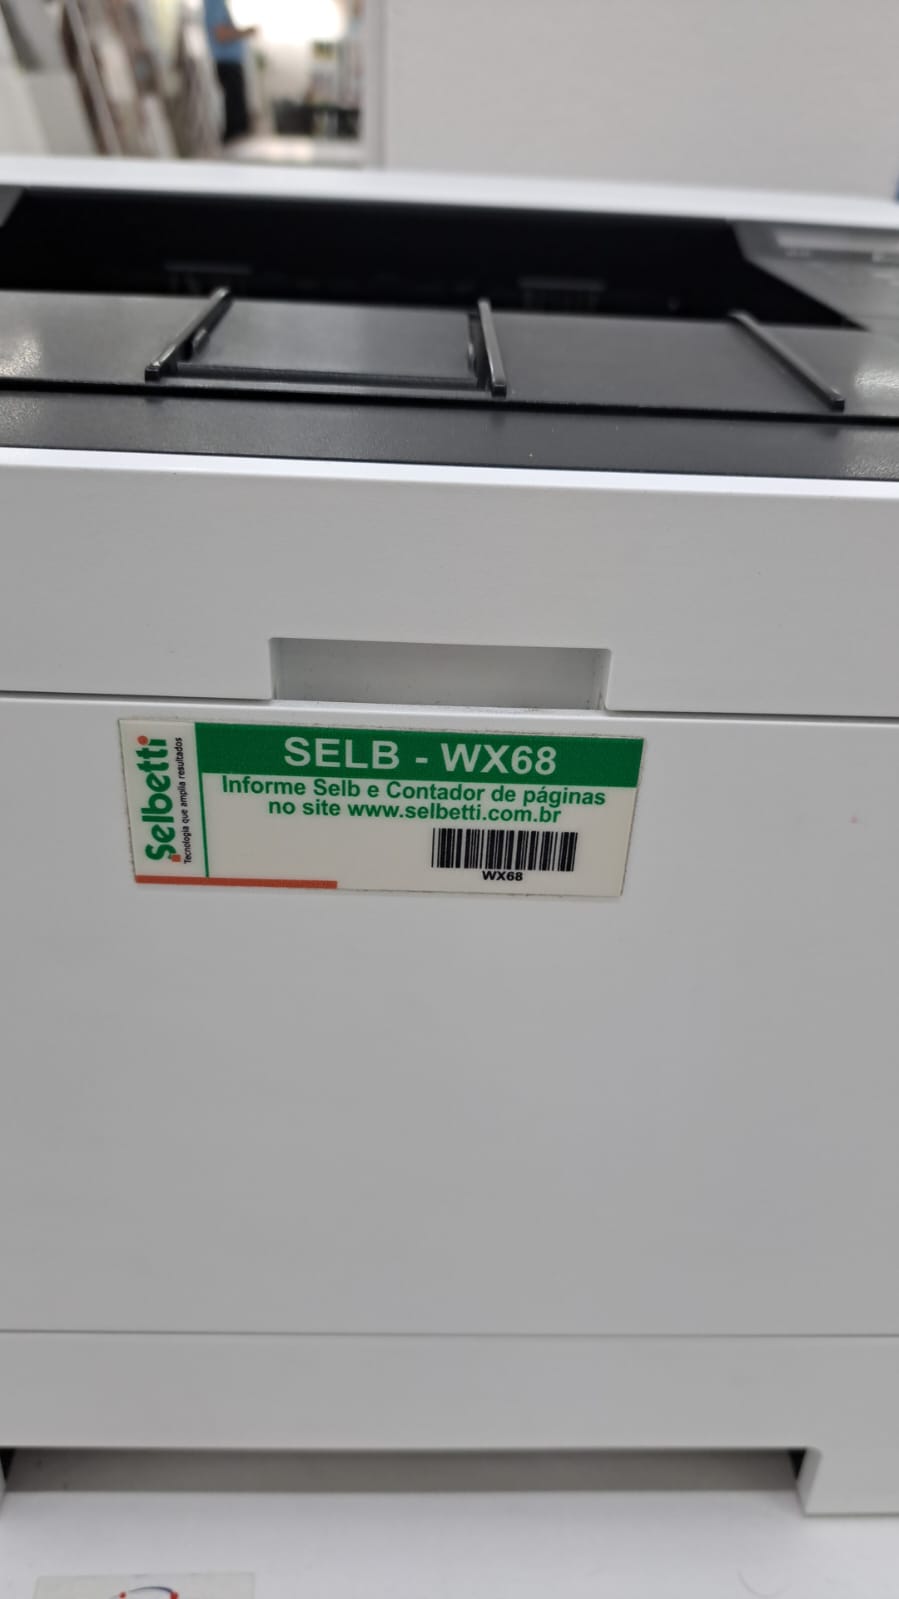 Selbetti
Tecnologia que amplia resultados
SELB - WX68
Informe Selb e Contador de páginas
no site www.selbetti.com.br
WX68